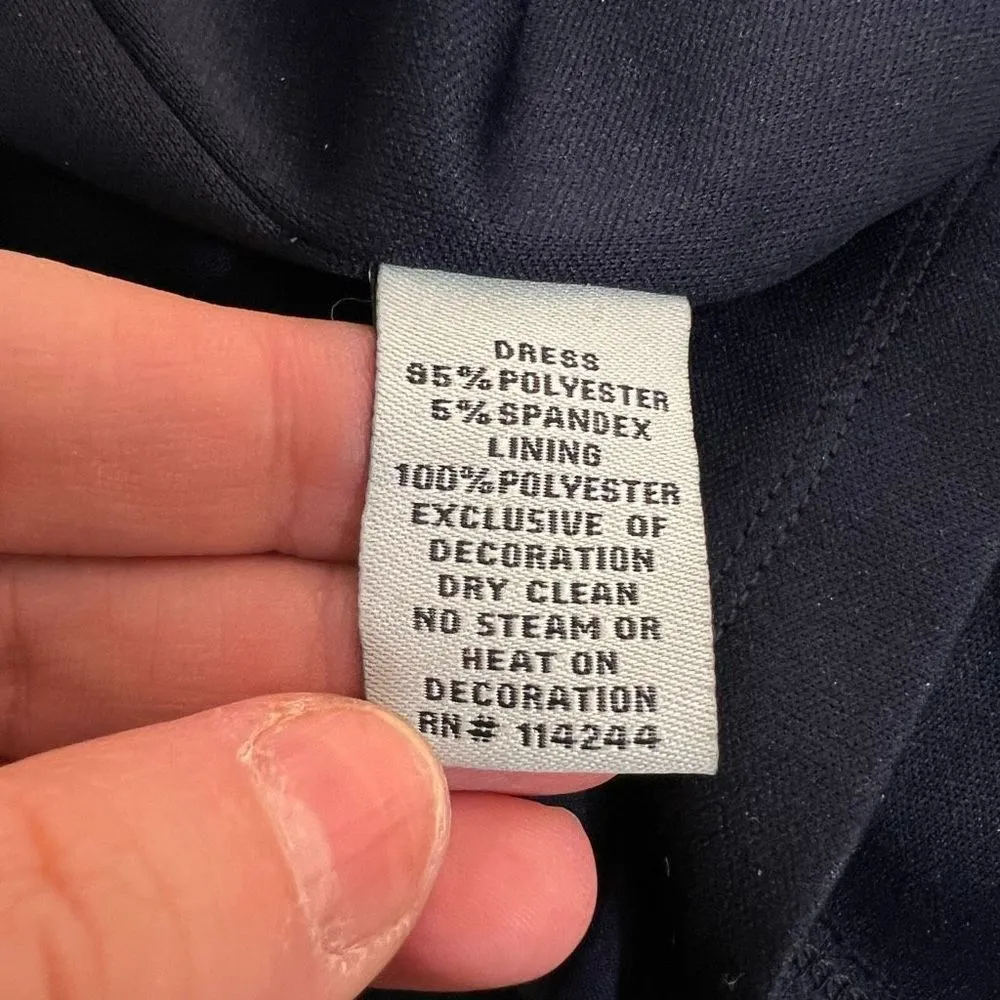 DRESS
95% POLYESTER
5% SPANDEX
LINING
100% POLYESTER
EXCLUSIVE OF
DECORATION
DRY CLEAN
NO STEAM OR
HEAT ON
DECORATION
RN# 114244